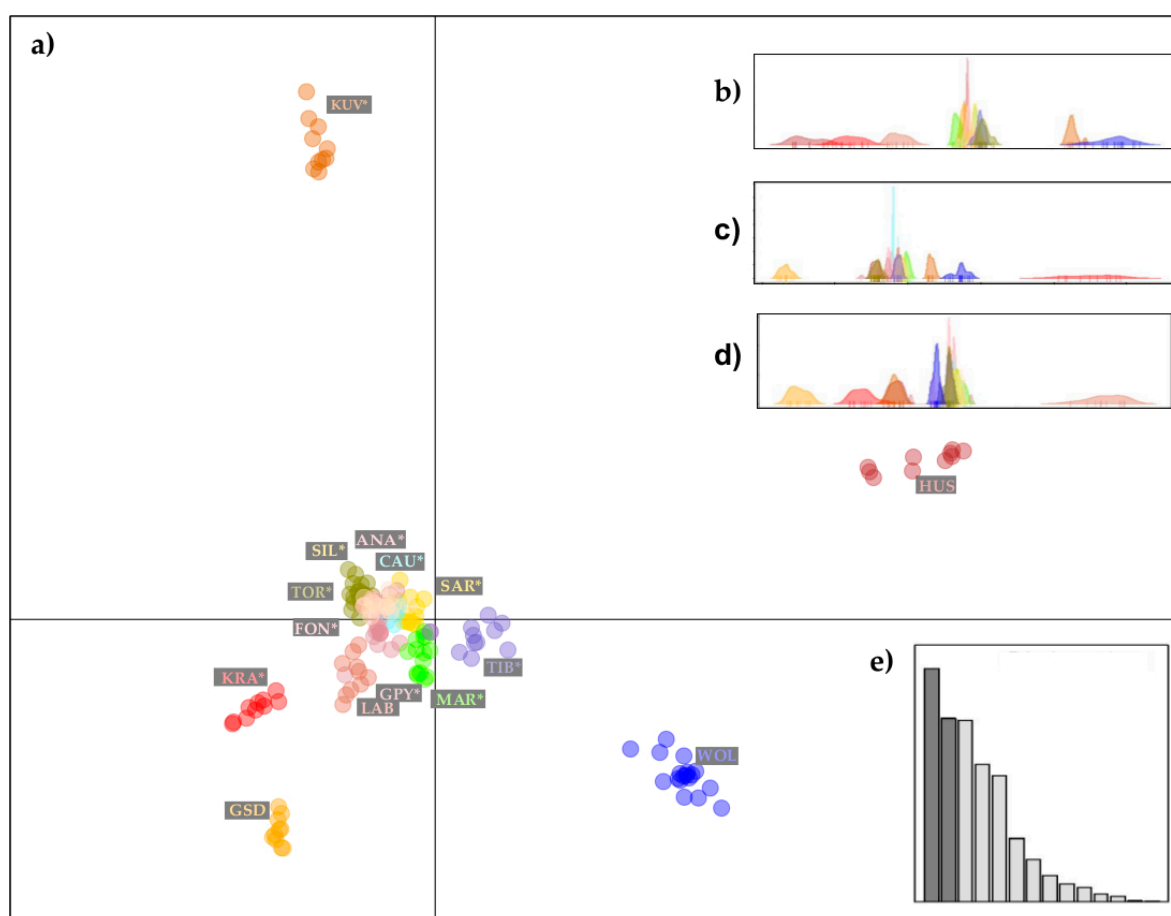 a)
KUV*
b)
c)
d)
HUS
SIL*
ANA*
CAU*
TOR*
SAR*
FON*
TIB*
KRA*
GPY*
MAR*
LAB
e)
WOL
GSD